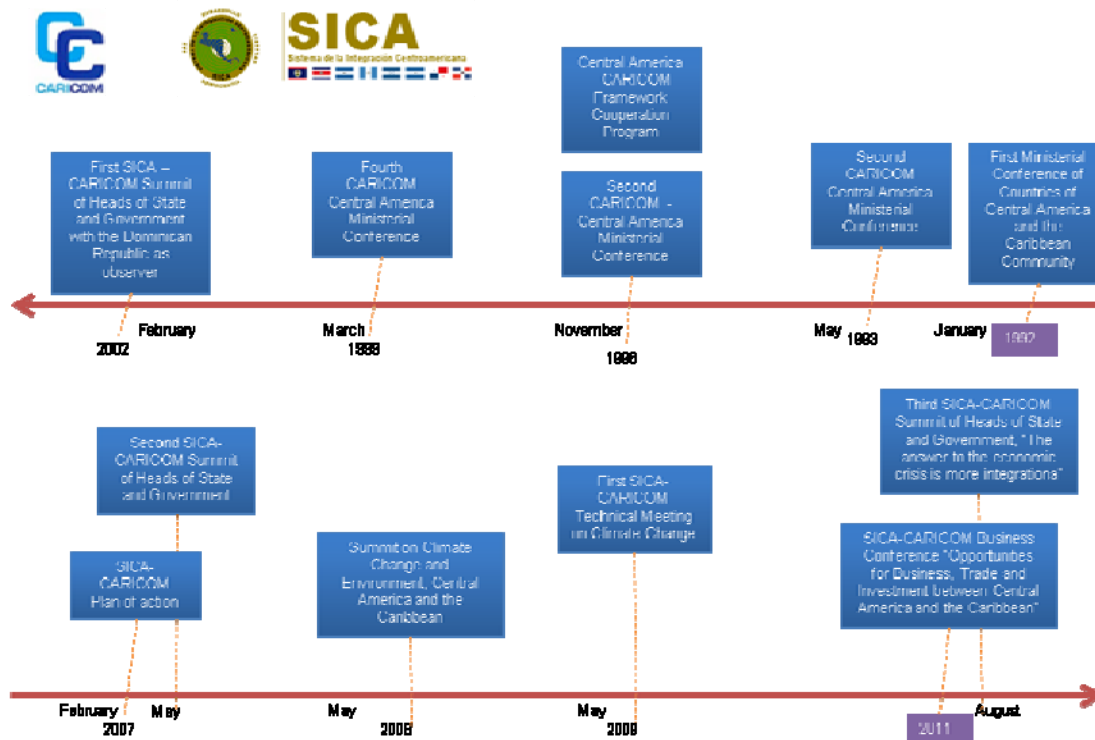 CARICOM
SICA
SICA
Sistema de la Integración Centroamericana
Central America
– CARICOM
Framework
Cooperation
Program
First SICA –
CARICOM Summit
of Heads of State
and Government
with the Dominican
Republic as
observer
Fourth
CARICOM
Central America
Ministerial
Conference
Second
CARICOM -
Central America
Ministerial
Conference
Second
CARICOM
Central America
Ministerial
Conference
First Ministerial
Conference of
Countries of
Central America
and the
Caribbean
Community
February
2002
March
November
May
1993
January
1992
Second SICA-
CARICOM Summit
of Heads of State
and Government
SICA-
CARICOM
Plan of action
Summit on Climate
Change and
Environment, Central
America and the
Caribbean
First SICA-
CARICOM
Technical Meeting
on Climate Change
Third SICA-CARICOM
Summit of Heads of State
and Government, "The
answer to the economic
crisis is more integrations"
SICA-CARICOM Business
Conference "Opportunities
for Business, Trade and
Investment between Central
America and the Caribbean"
February
2007
May
May
May
2009
2011
August